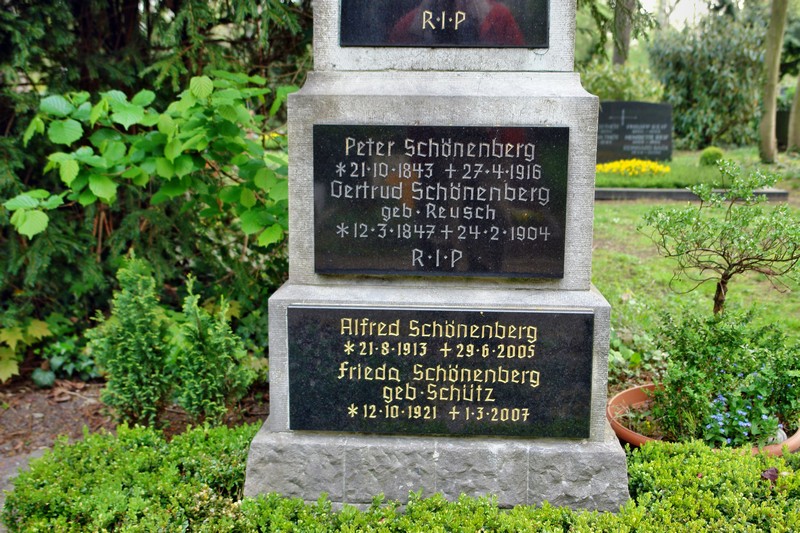 R·I·P
Peter Schönenberg
*21·10·1843 +27·4·1916
Gertrud Schönenberg
geb·Reusch
*12·3·1847+24·2·1904
R·I·P
Alfred Schönenberg
*21·8·1913 +29·6·2005
Frieda Schönenberg
geb·Schütz
*12·10·1921 +1·3·2007